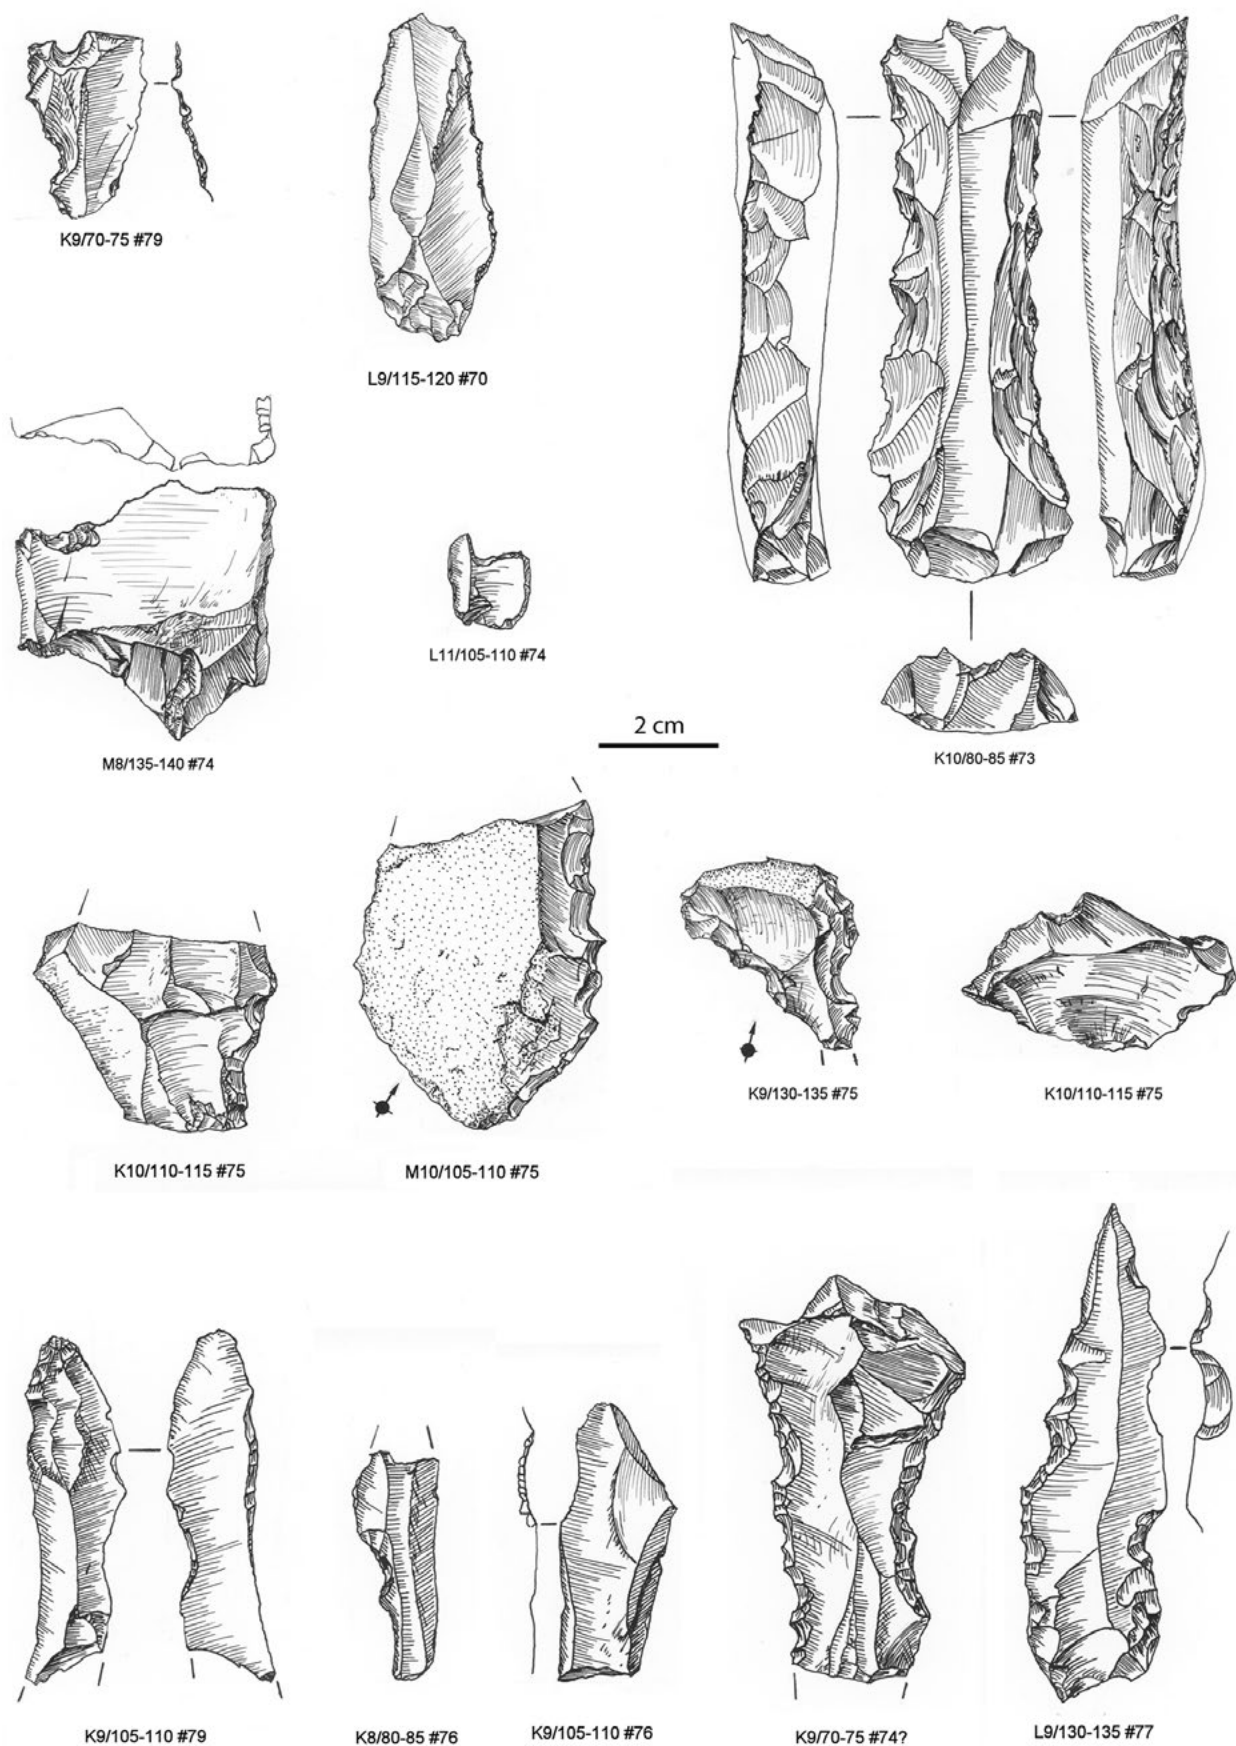 K9/70-75 #79
L9/115-120 #70
L11/105-110 #74
2 cm
M8/135-140 #74
K10/80-85 #73
K9/130-135 #75
K10/110-115 #75
K10/110-115 #75
M10/105-110 #75
K9/105-110 #79
K8/80-85 #76
K9/105-110 #76
K9/70-75 #74?
L9/130-135 #77